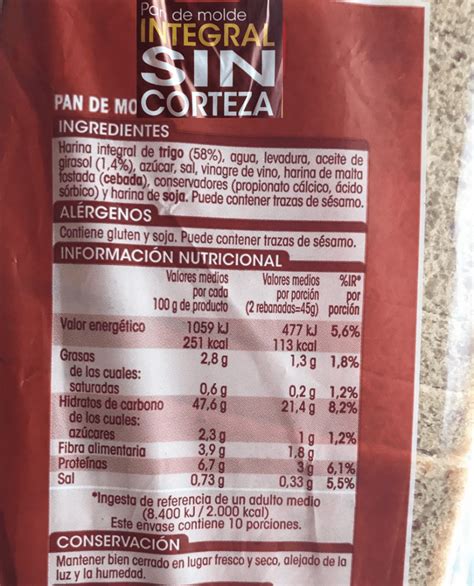 Pan de molde
INTEGRAL
SIN
PAN DE MO CORTEZA
INGREDIENTES
Harina integral de trigo (58%), agua, levadura, aceite de
girasol (1,4%), azúcar, sal, vinagre de vino, harina de malta
tostada (cebada), conservadores (propionato cálcico, ácido
sórbico) y harina de soja. Puede contener trazas de sésamo.
ALÉRGENOS
Contiene gluten y soja. Puede contener trazas de sésamo.
INFORMACIÓN NUTRICIONAL
Valores medios Valores medios %IR*
por cada por porción por
100 g de producto (2 rebanadas=45g) porción
Valor energético 1059 kJ 477 kJ 5,6%
251 kcal 113 kcal
Grasas 2,8 g 1,3 g 1,8%
de las cuales:
saturadas 0,6 g 0,2 g 1,2%
Hidratos de carbono 47,6 g 21,4 g 8,2%
de los cuales:
azúcares 2,3 g 1 g 1,2%
Fibra alimentaria 3,9 g 1,8 g
Proteínas 6,7 g 3 g 6,1%
Sal 0,73 g 0,33 g 5,5%
*Ingesta de referencia de un adulto medio
(8.400 kJ / 2.000 kcal)
Este envase contiene 10 porciones.
CONSERVACIÓN
Mantener bien cerrado en lugar fresco y seco, alejado de la
luz y la humedad.